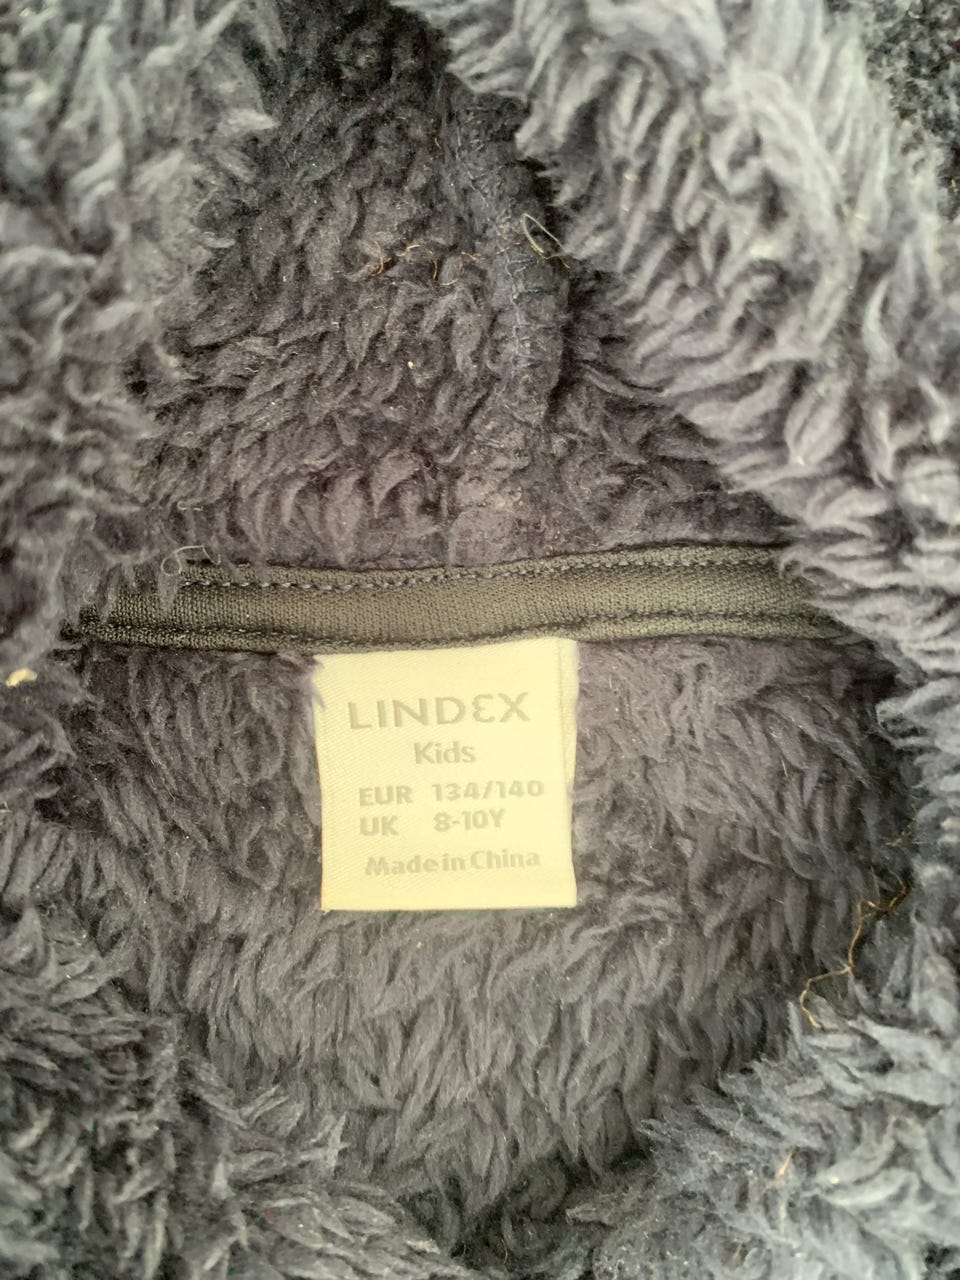 LINDEX
Kids
EUR 134/140
UK 8-10Y
Made in China